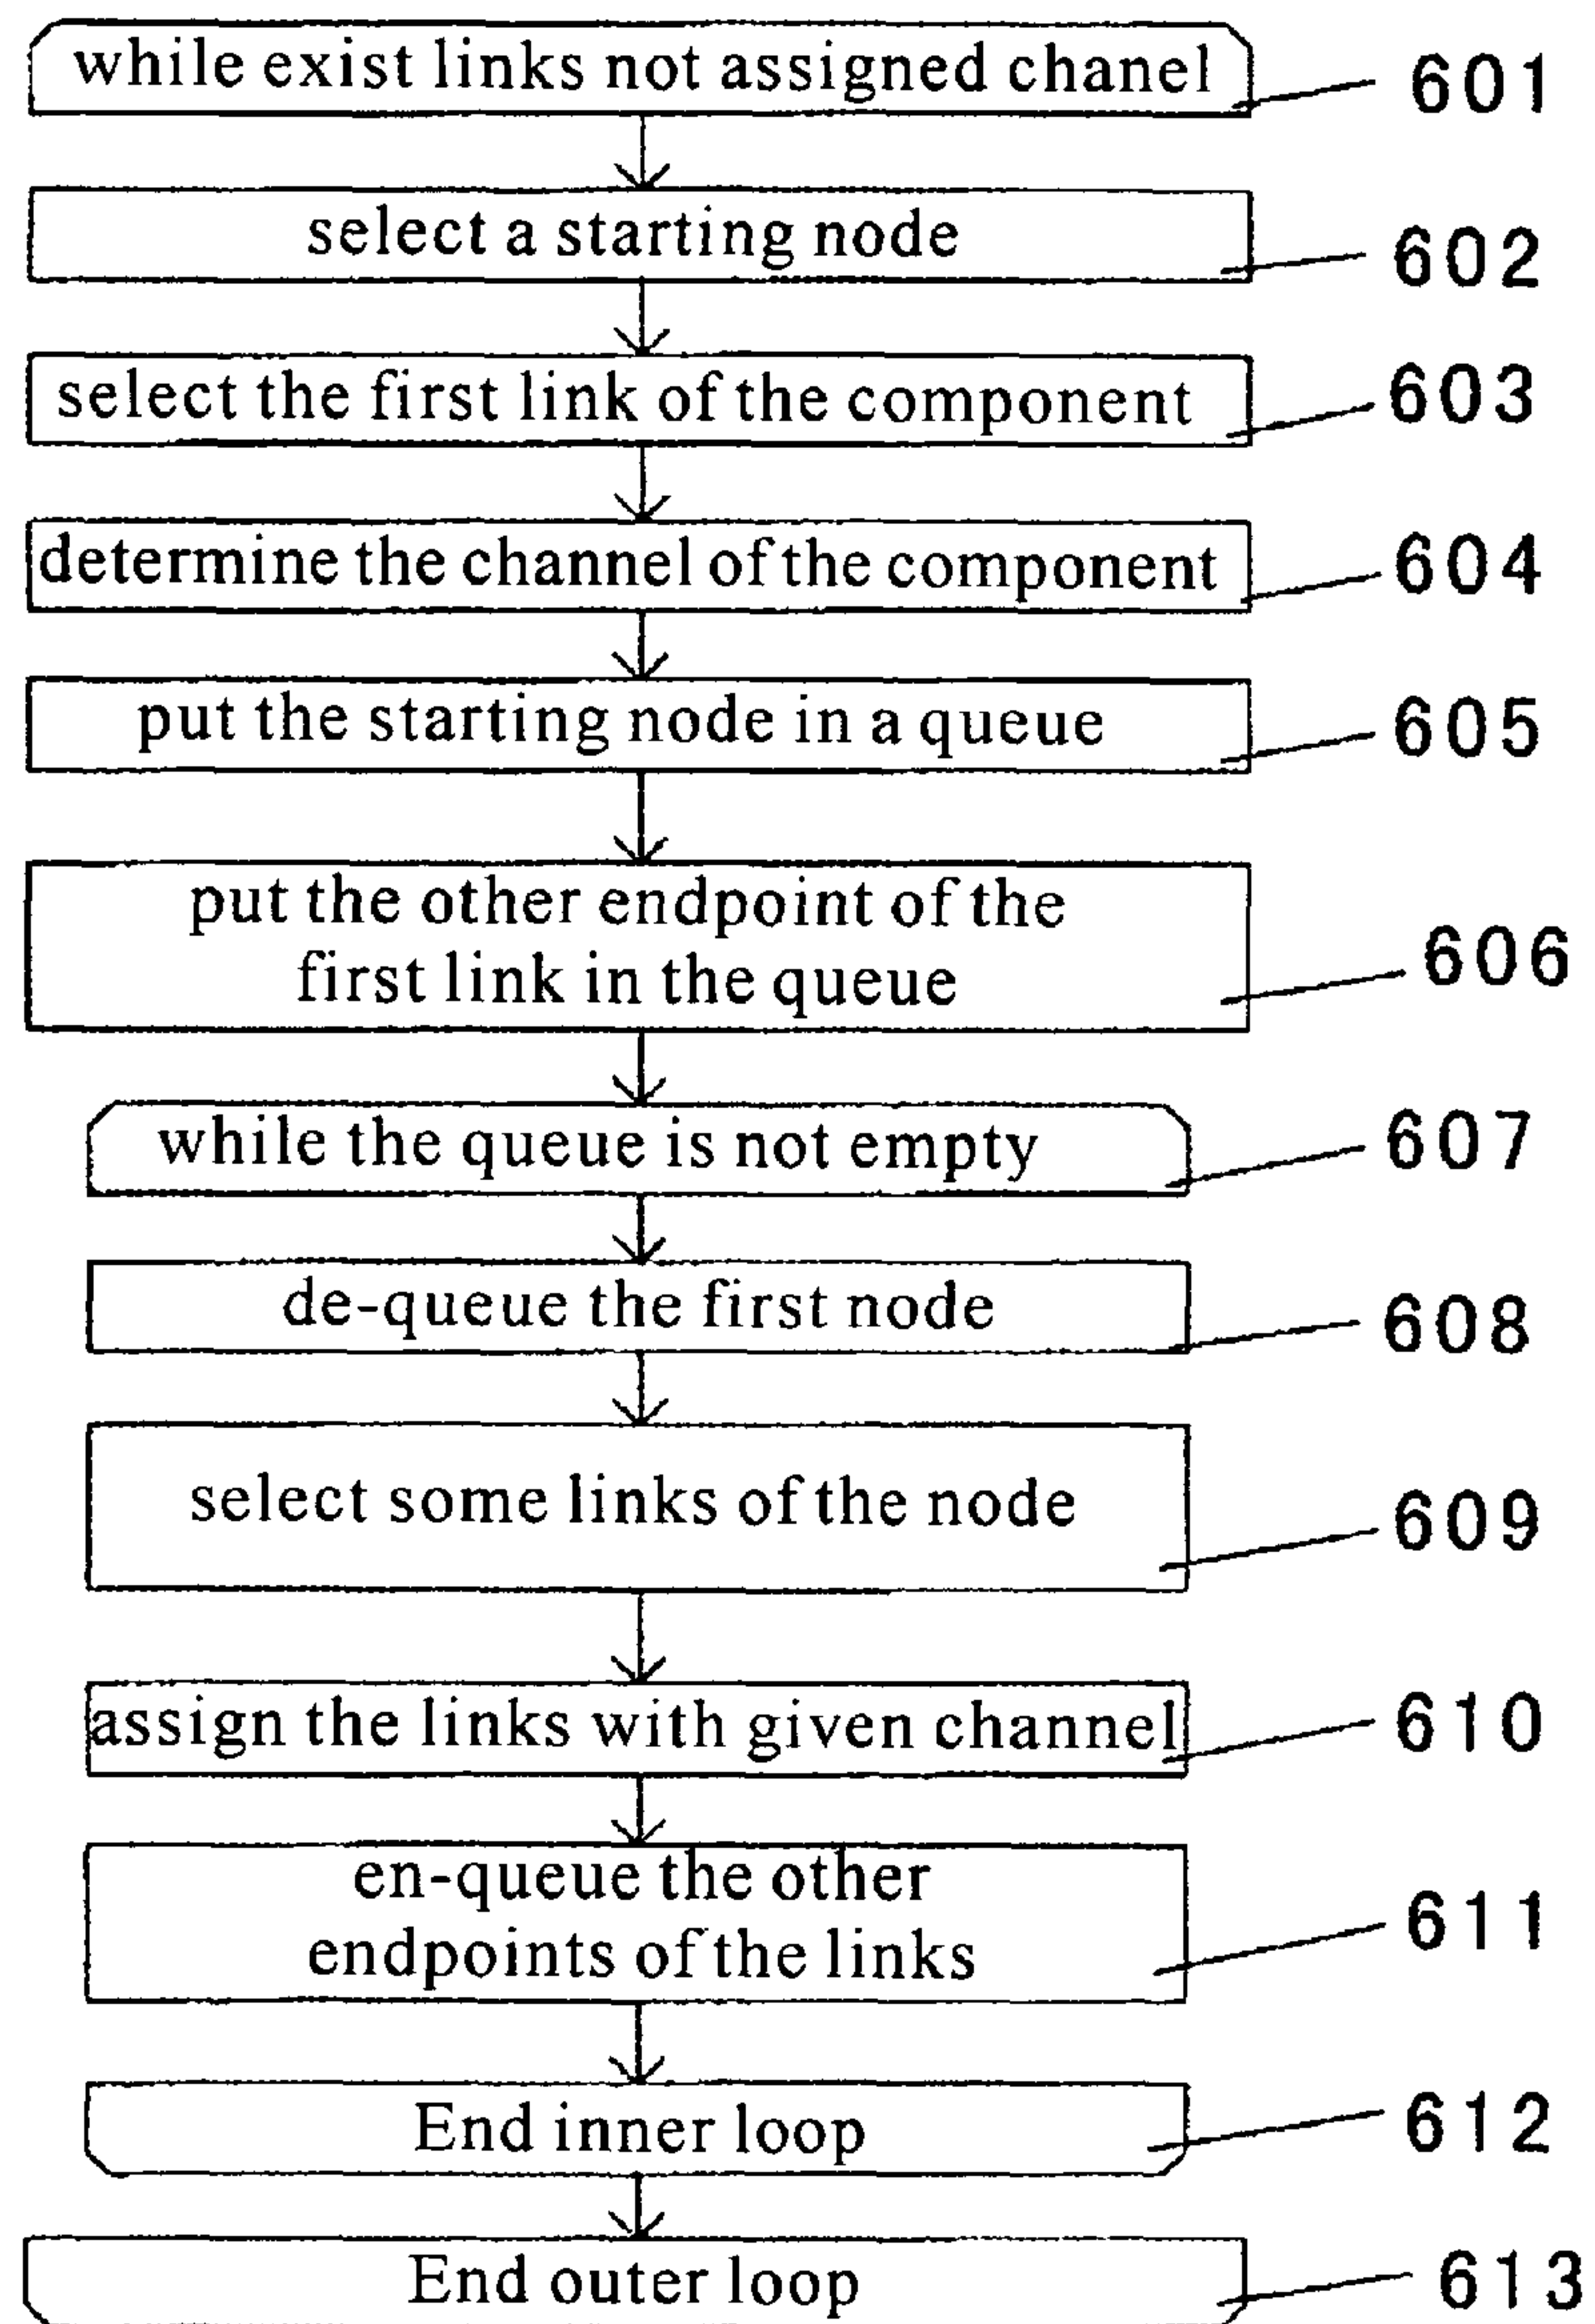 while exist links not assigned chanel
601
select a starting node
602
select the first link of the component
603
determine the channel of the component
604
put the starting node in a queue
605
put the other endpoint of the
first link in the queue
606
while the queue is not empty
607
de-queue the first node
608
select some links of the node
609
assign the links with given channel
610
en-queue the other
endpoints of the links
611
End inner loop
612
End outer loop
613